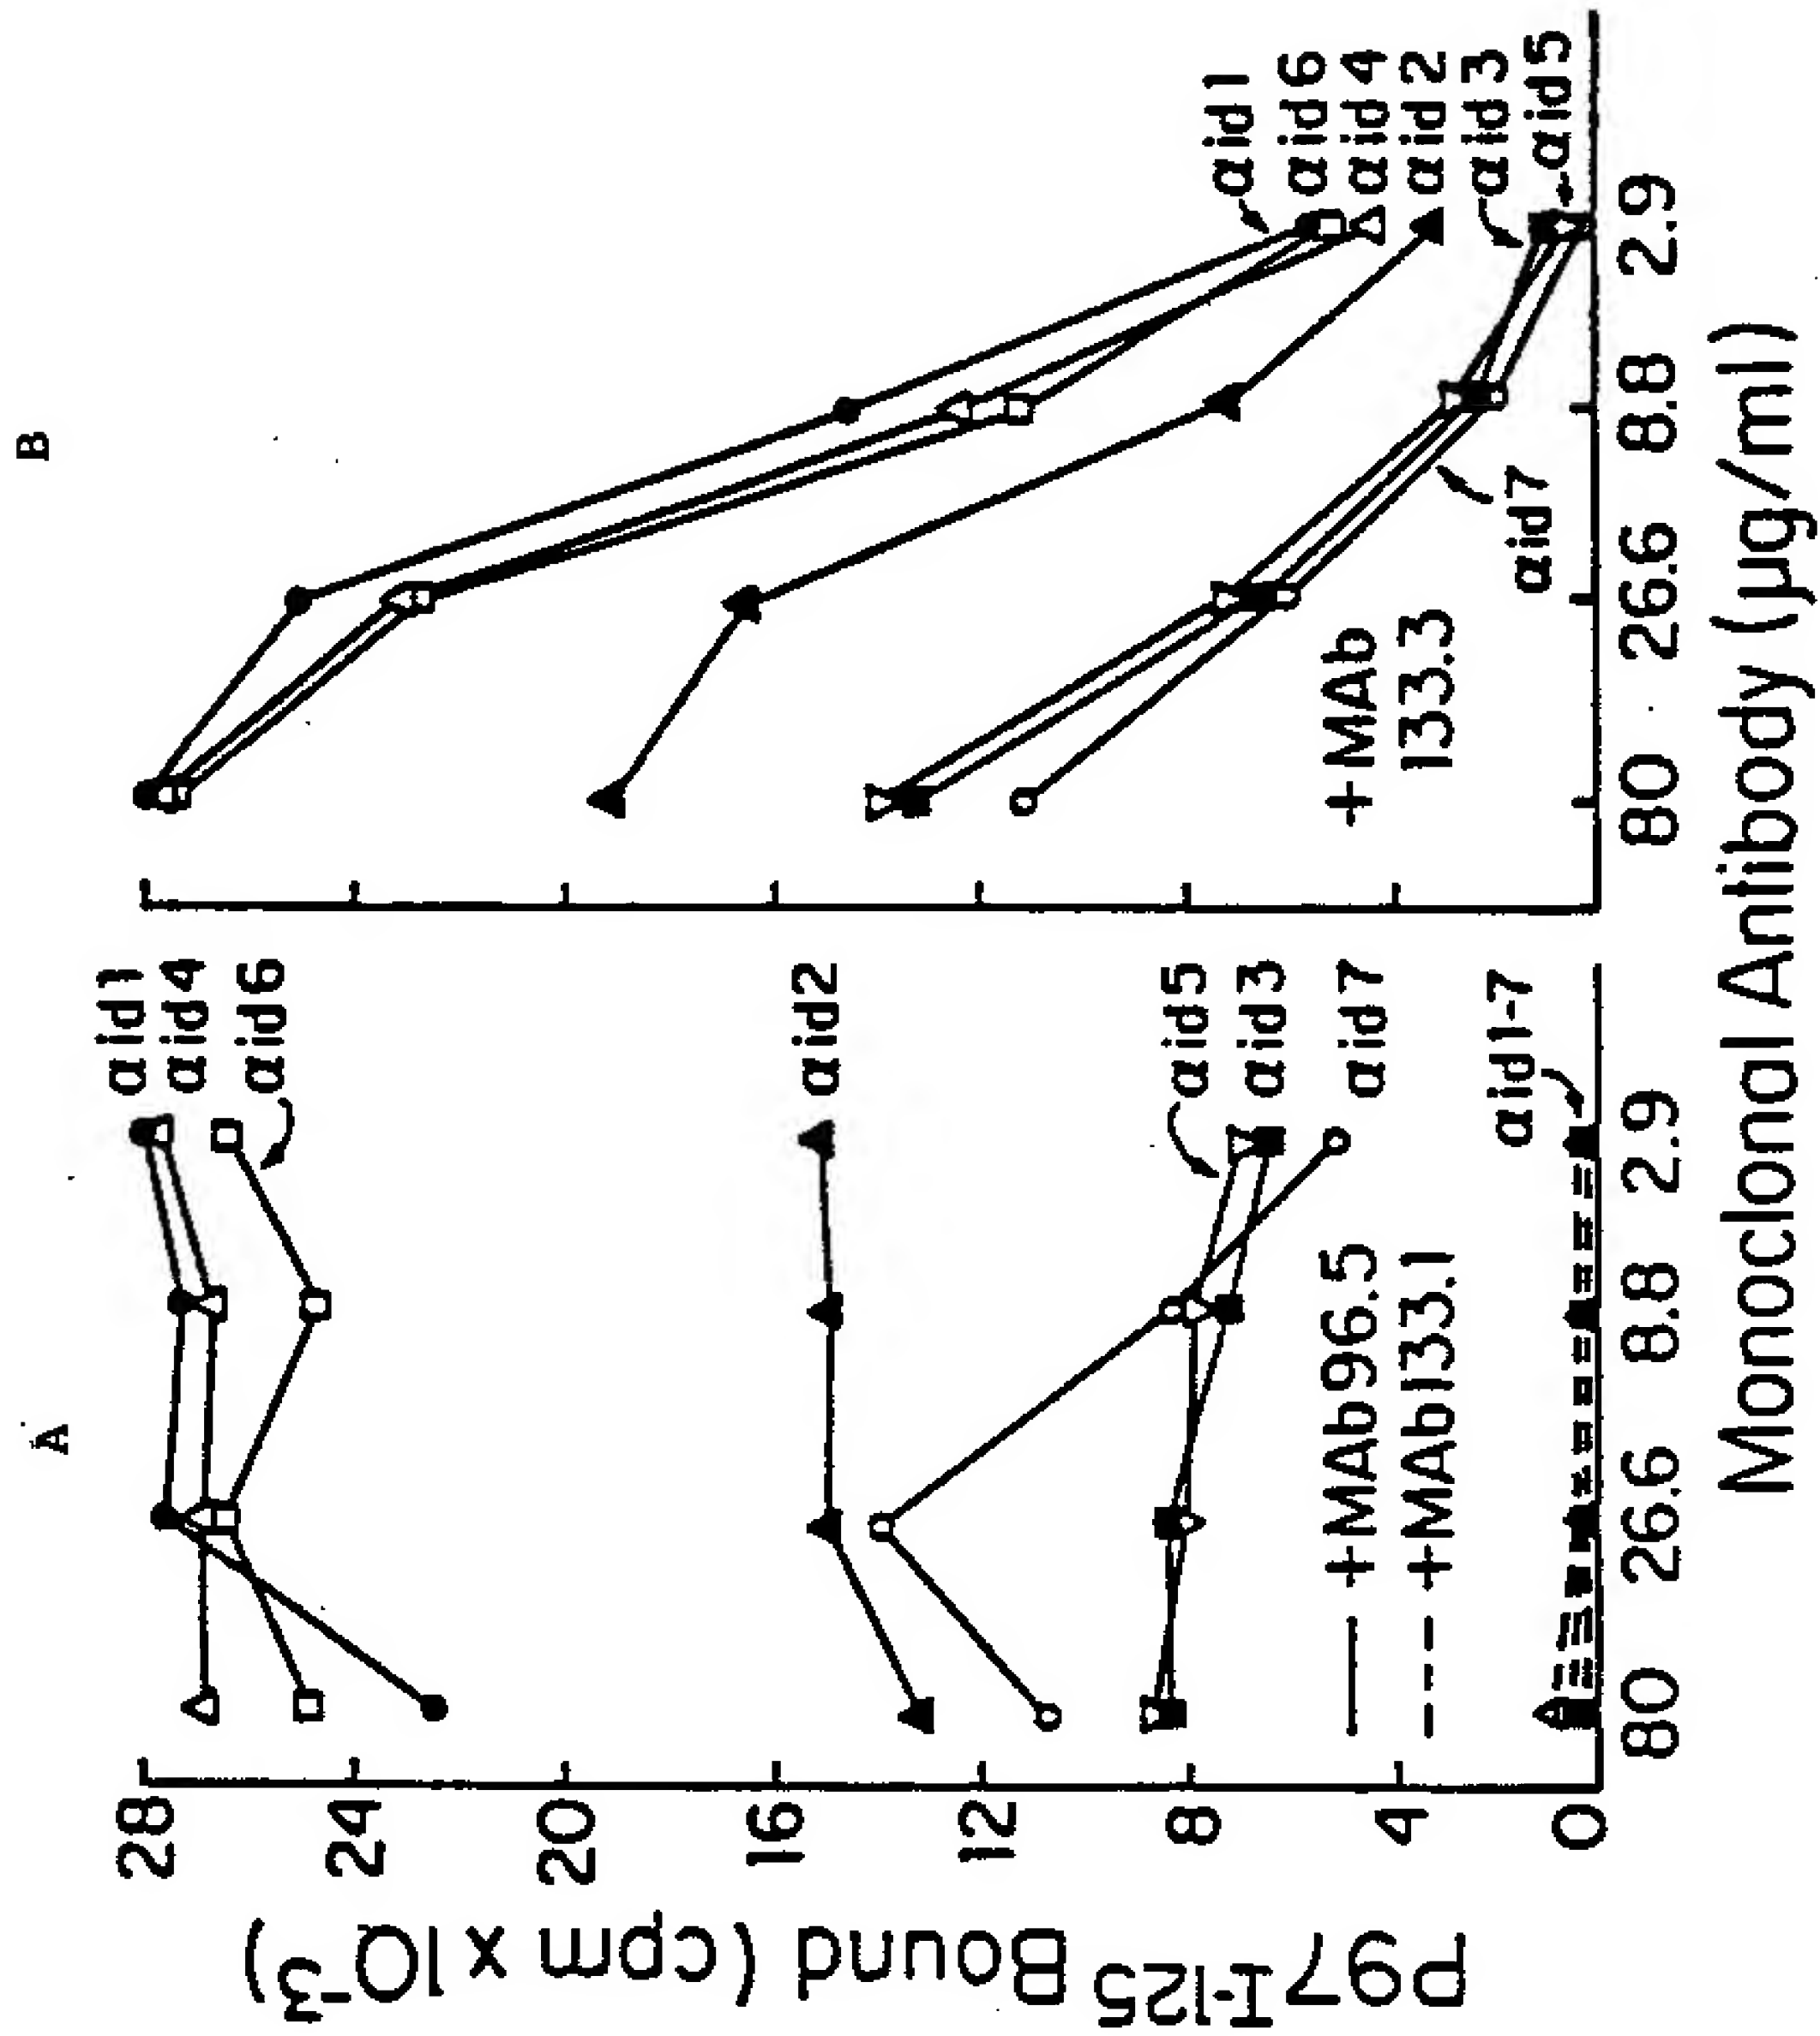 A
B
P97 I-125 Bound (cpm x10-3)
28
24
20
16
12
8
4
0
αid1
αid4
αid6
αid2
αid5
αid3
αid7
αid1-7
—— +MAb96.5
---- +MAb133.1
80 26.6 8.8 2.9
αid1
αid6
αid4
αid2
αid3
αid5
αid7
+MAb
133.3
80 26.6 8.8 2.9
Monoclonal Antibody (µg/ml)